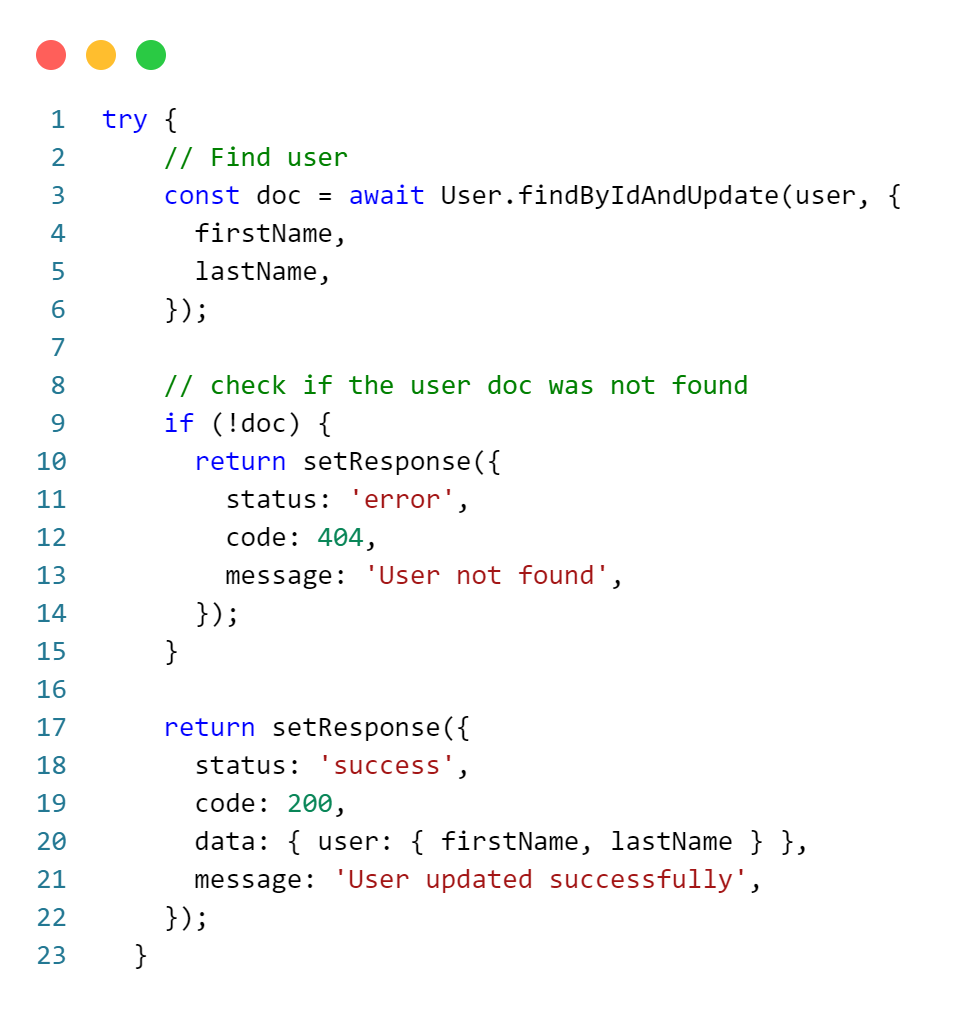 1 try {
2 // Find user
3 const doc = await User.findByIdAndUpdate(user, {
4 firstName,
5 lastName,
6 });
7
8 // check if the user doc was not found
9 if (!doc) {
10 return setResponse({
11 status: 'error',
12 code: 404,
13 message: 'User not found',
14 });
15 }
16
17 return setResponse({
18 status: 'success',
19 code: 200,
20 data: { user: { firstName, lastName } },
21 message: 'User updated successfully',
22 });
23 }